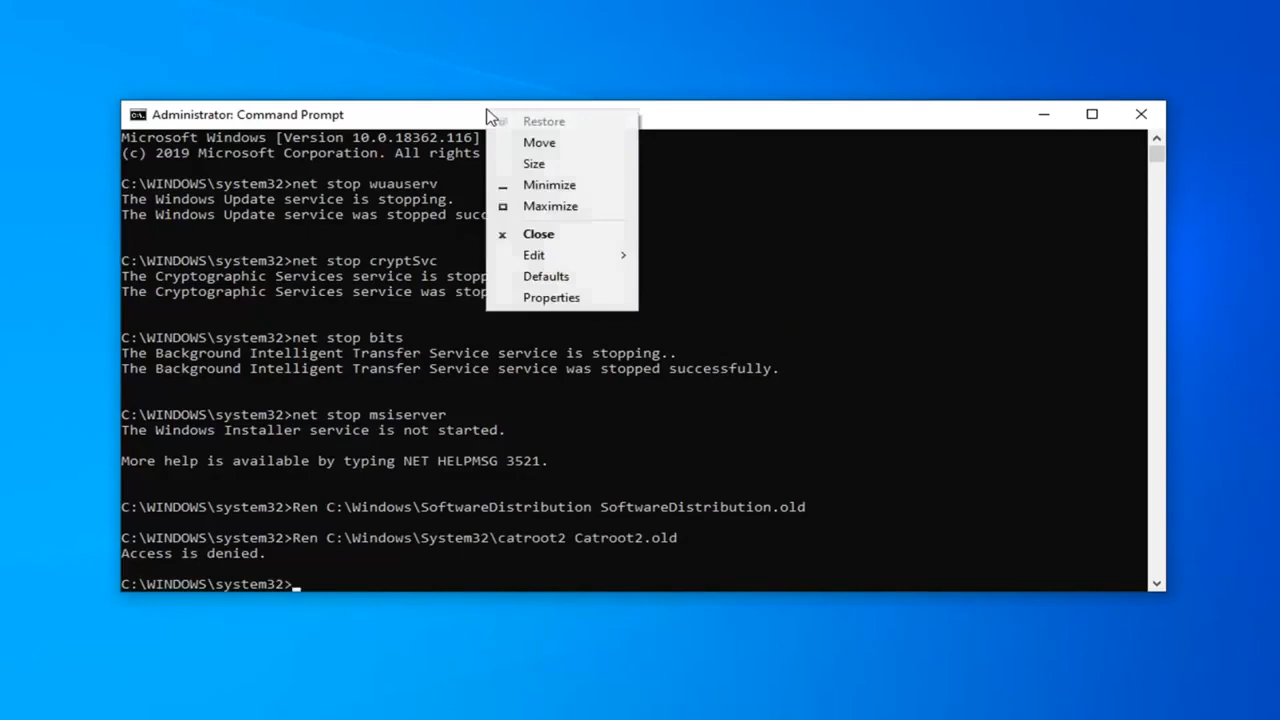 Administrator: Command Prompt
Microsoft Windows [Version 10.0.18362.116]
(c) 2019 Microsoft Corporation. All rights
C:\WINDOWS\system32>net stop wuauserv
The Windows Update service is stopping.
The Windows Update service was stopped succ
C:\WINDOWS\system32>net stop cryptSvc
The Cryptographic Services service is stopp
The Cryptographic Services service was stop
C:\WINDOWS\system32>net stop bits
The Background Intelligent Transfer Service service is stopping..
The Background Intelligent Transfer Service service was stopped successfully.
C:\WINDOWS\system32>net stop msiserver
The Windows Installer service is not started.
More help is available by typing NET HELPMSG 3521.
C:\WINDOWS\system32>Ren C:\Windows\SoftwareDistribution SoftwareDistribution.old
C:\WINDOWS\system32>Ren C:\Windows\System32\catroot2 Catroot2.old
Access is denied.
C:\WINDOWS\system32>_
Restore
Move
Size
Minimize
Maximize
Close
Edit
Defaults
Properties